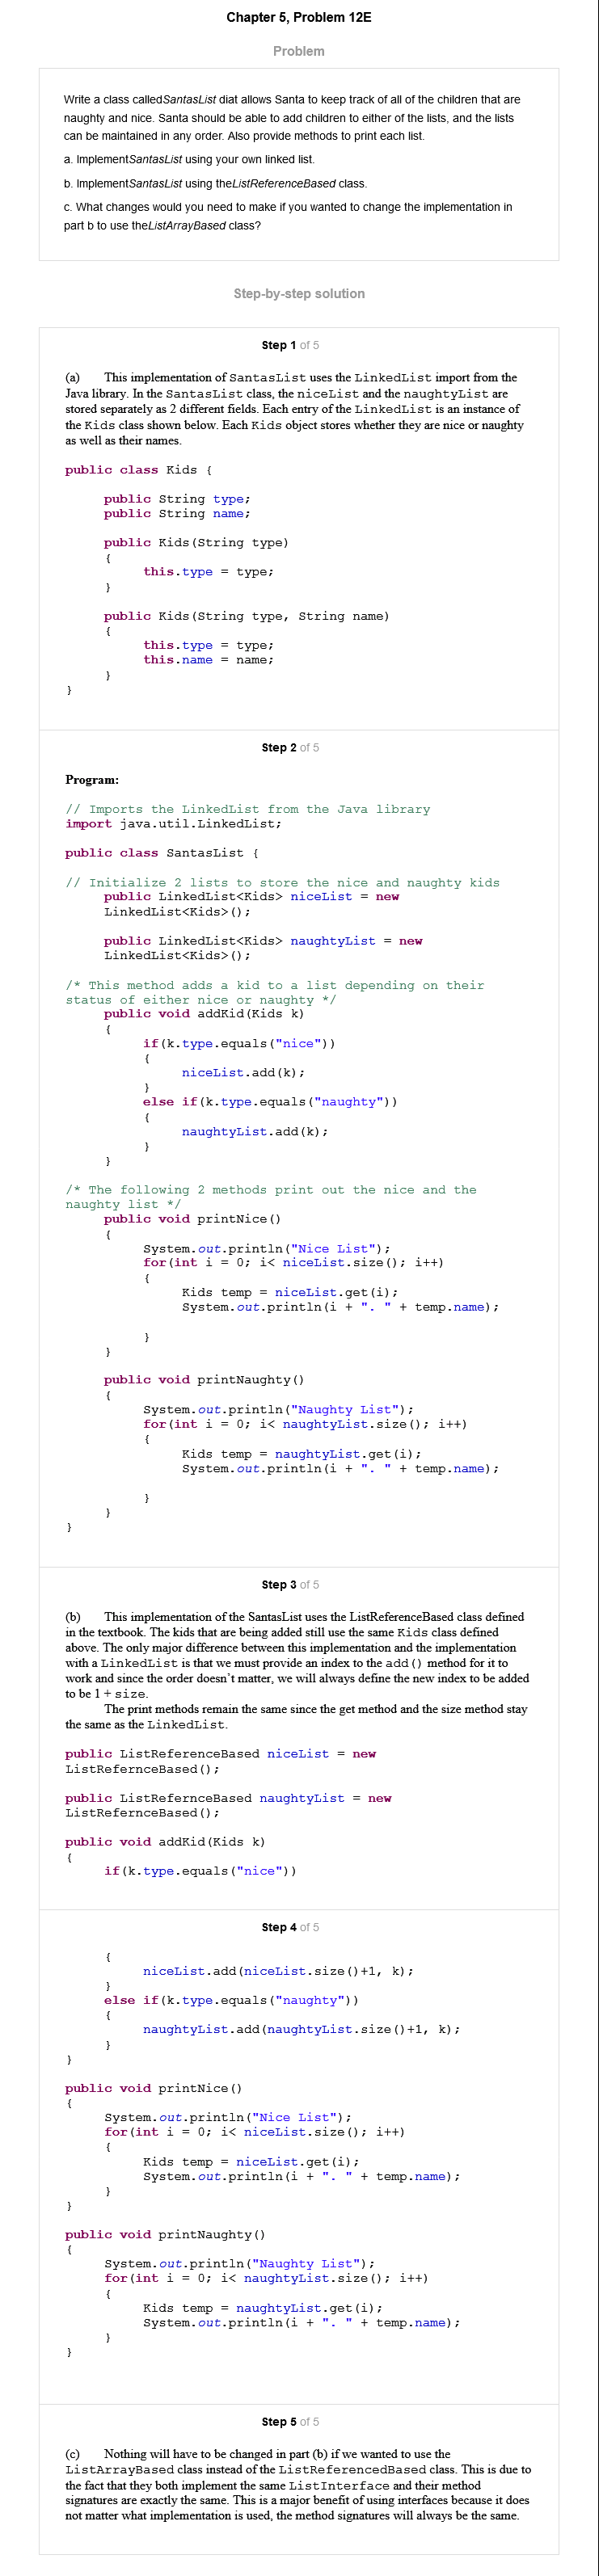 Chapter 5, Problem 12E
Problem
Write a class calledSantasList diat allows Santa to keep track of all of the children that are
naughty and nice. Santa should be able to add children to either of the lists, and the lists
can be maintained in any order. Also provide methods to print each list.
a. ImplementSantasList using your own linked list.
b. ImplementSantasList using theListReferenceBased class.
c. What changes would you need to make if you wanted to change the implementation in
part b to use theListArrayBased class?
Step-by-step solution
Step 1 of 5
(a) This implementation of SantasList uses the LinkedList import from the
Java library. In the SantasList class, the niceList and the naughtyList are
stored separately as 2 different fields. Each entry of the LinkedList is an instance of
the Kids class shown below. Each Kids object stores whether they are nice or naughty
as well as their names.
public class Kids {
public String type;
public String name;
public Kids(String type)
{
this.type = type;
}
public Kids(String type, String name)
{
this.type = type;
this.name = name;
}
}
Step 2 of 5
Program:
// Imports the LinkedList from the Java library
import java.util.LinkedList;
public class SantasList {
// Initialize 2 lists to store the nice and naughty kids
public LinkedList<Kids> niceList = new
LinkedList<Kids>();
public LinkedList<Kids> naughtyList = new
LinkedList<Kids>();
/* This method adds a kid to a list depending on their
status of either nice or naughty */
public void addKid(Kids k)
{
if(k.type.equals("nice"))
{
niceList.add(k);
}
else if(k.type.equals("naughty"))
{
naughtyList.add(k);
}
}
/* The following 2 methods print out the nice and the
naughty list */
public void printNice()
{
System.out.println("Nice List");
for(int i = 0; i< niceList.size(); i++)
{
Kids temp = niceList.get(i);
System.out.println(i + ". " + temp.name);
}
}
public void printNaughty()
{
System.out.println("Naughty List");
for(int i = 0; i< naughtyList.size(); i++)
{
Kids temp = naughtyList.get(i);
System.out.println(i + ". " + temp.name);
}
}
}
Step 3 of 5
(b) This implementation of the SantasList uses the ListReferenceBased class defined
in the textbook. The kids that are being added still use the same Kids class defined
above. The only major difference between this implementation and the implementation
with a LinkedList is that we must provide an index to the add() method for it to
work and since the order doesn't matter, we will always define the new index to be added
to be 1 + size.
The print methods remain the same since the get method and the size method stay
the same as the LinkedList.
public ListReferenceBased niceList = new
ListRefernceBased();
public ListRefernceBased naughtyList = new
ListRefernceBased();
public void addKid(Kids k)
{
if(k.type.equals("nice"))
Step 4 of 5
{
niceList.add(niceList.size()+1, k);
}
else if(k.type.equals("naughty"))
{
naughtyList.add(naughtyList.size()+1, k);
}
}
public void printNice()
{
System.out.println("Nice List");
for(int i = 0; i< niceList.size(); i++)
{
Kids temp = niceList.get(i);
System.out.println(i + ". " + temp.name);
}
}
public void printNaughty()
{
System.out.println("Naughty List");
for(int i = 0; i< naughtyList.size(); i++)
{
Kids temp = naughtyList.get(i);
System.out.println(i + ". " + temp.name);
}
}
Step 5 of 5
(c) Nothing will have to be changed in part (b) if we wanted to use the
ListArrayBased class instead of the ListReferencedBased class. This is due to
the fact that they both implement the same ListInterface and their method
signatures are exactly the same. This is a major benefit of using interfaces because it does
not matter what implementation is used, the method signatures will always be the same.